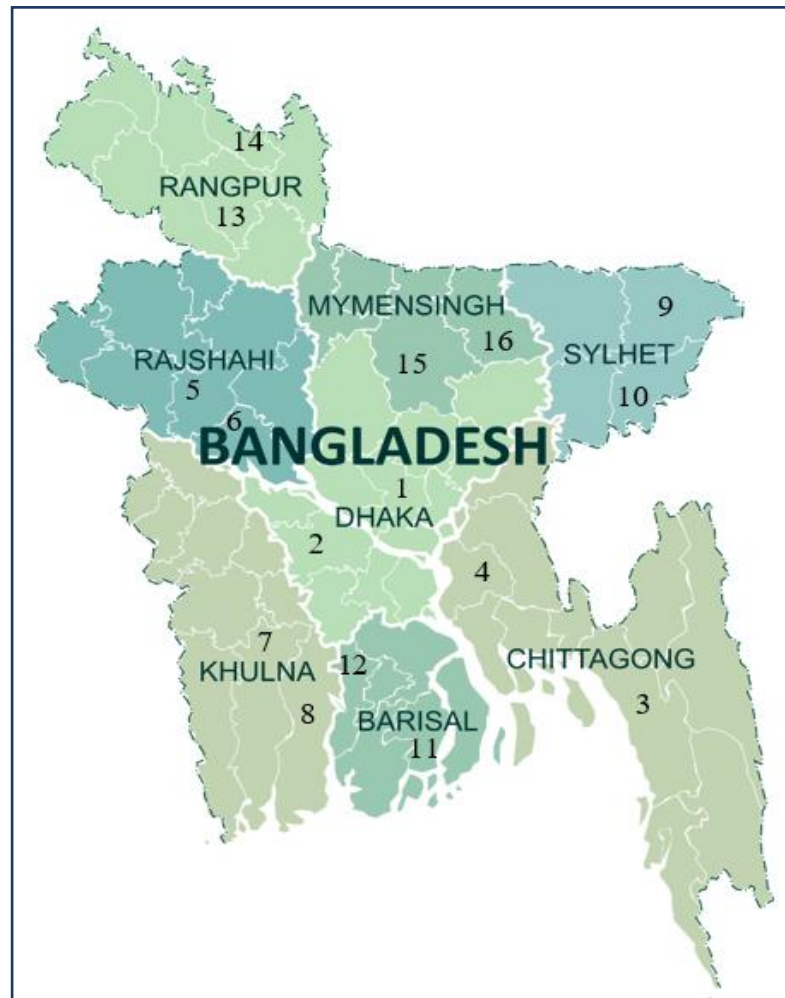 14
RANGPUR
13
MYMENSINGH
9
16
SYLHET
RAJSHAHI
15
5
10
6
BANGLADESH
1
DHAKA
2
4
7
12
CHITTAGONG
KHULNA
3
8
BARISAL
11